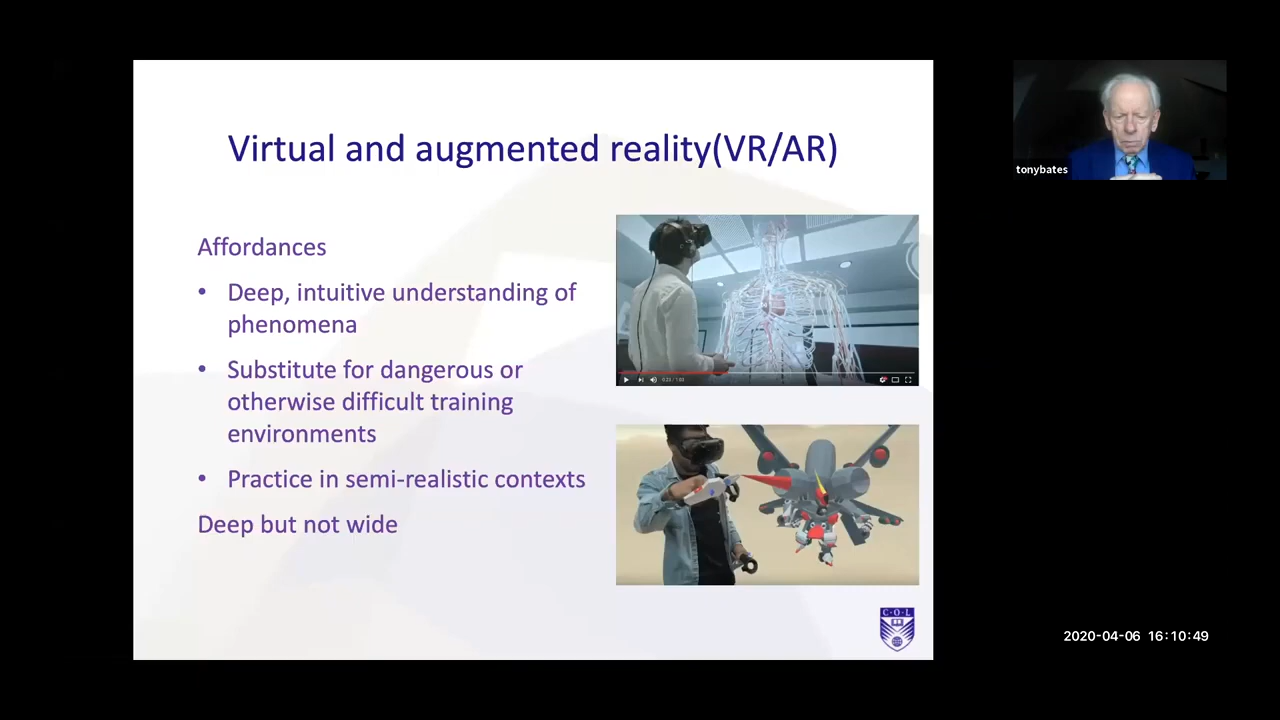 Virtual and augmented reality(VR/AR)
Affordances
• Deep, intuitive understanding of
phenomena
• Substitute for dangerous or
otherwise difficult training
environments
• Practice in semi-realistic contexts
Deep but not wide
C·O·L
tonybates
2020-04-06 16:10:49